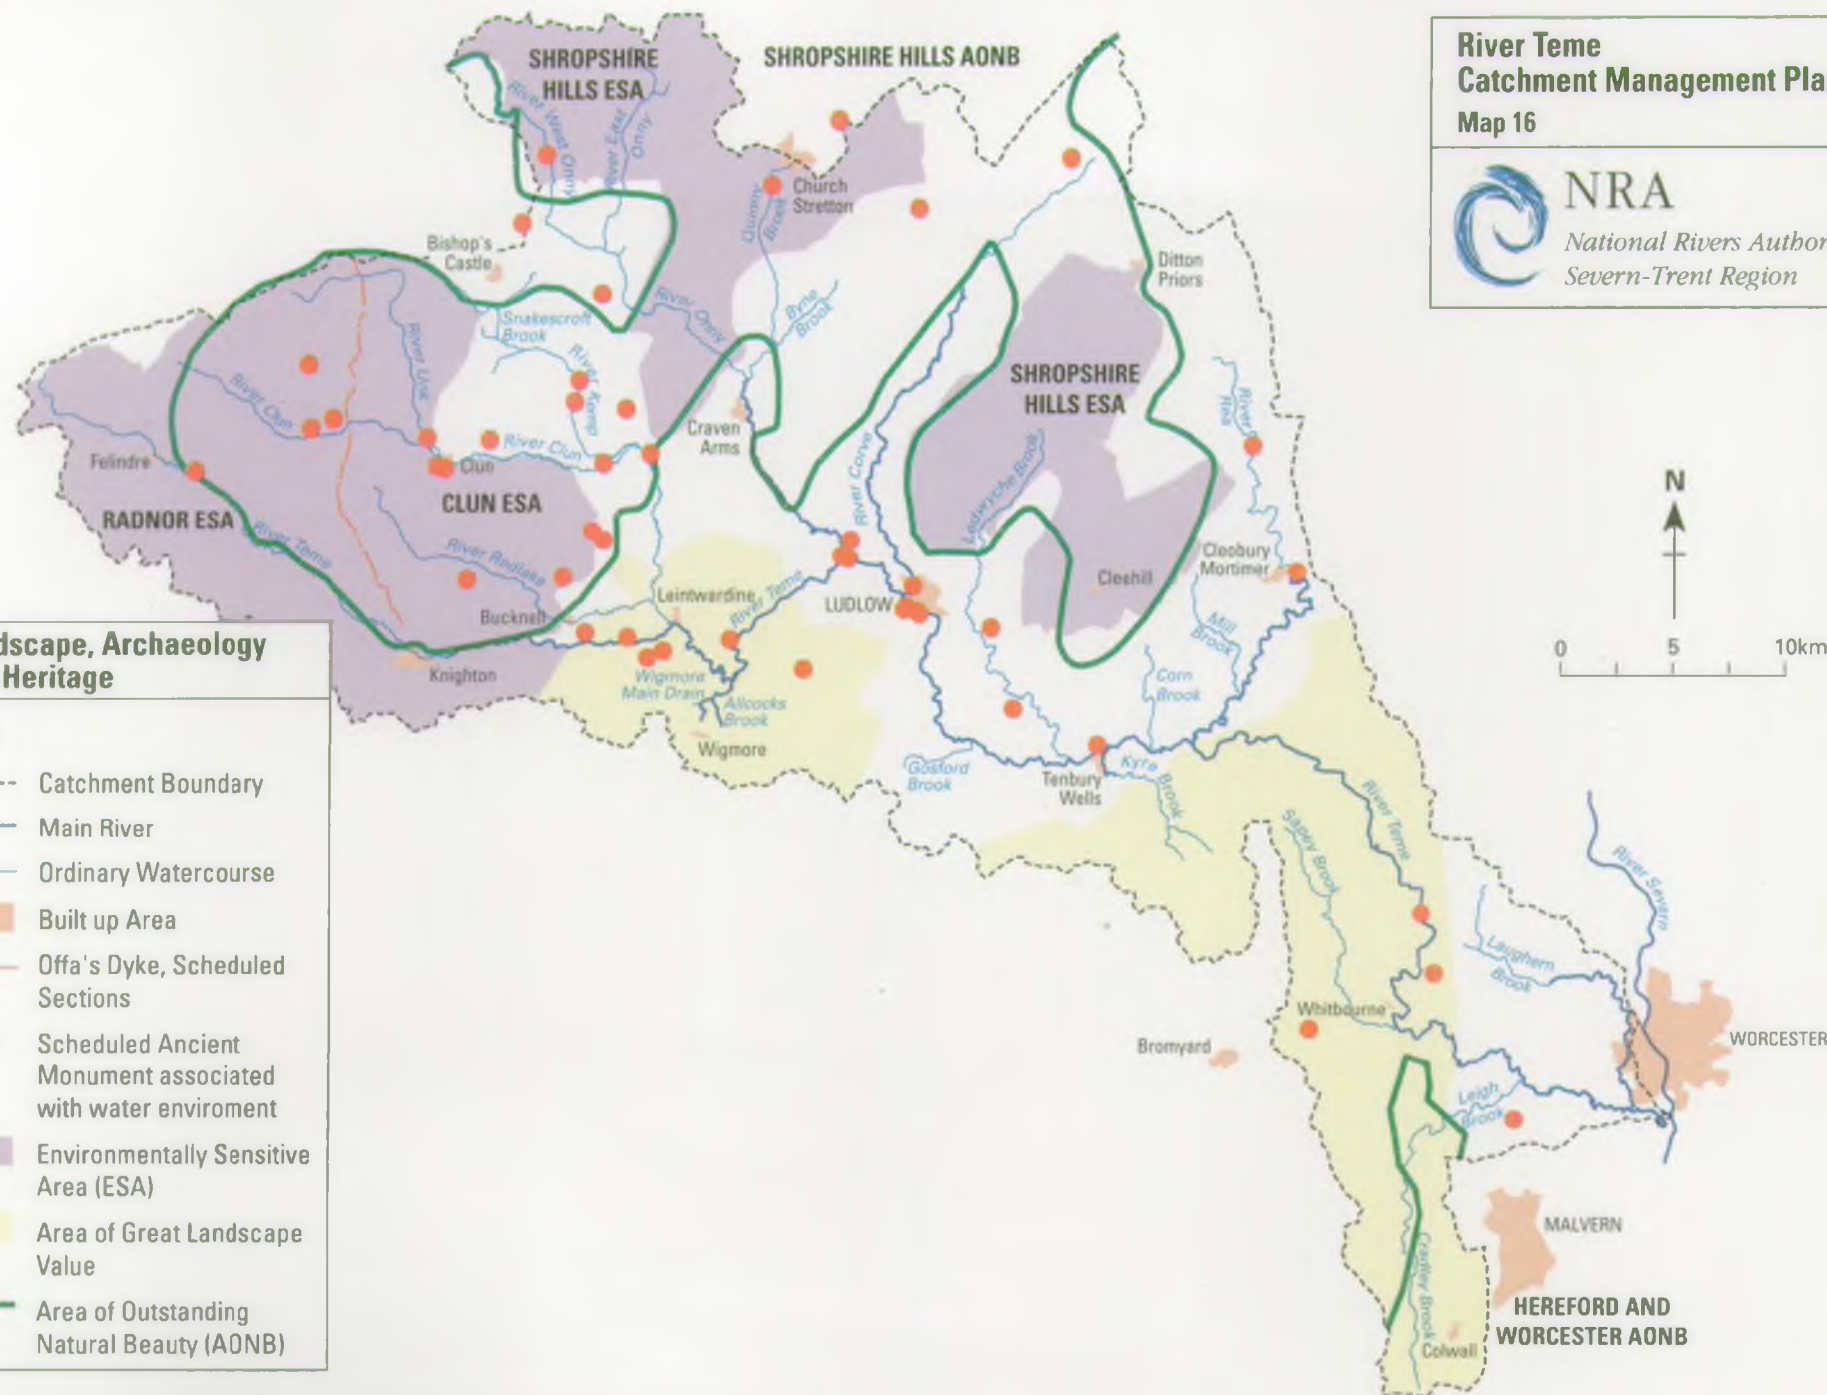 River Teme
Catchment Management Pla
Map 16
NRA
National Rivers Author
Severn-Trent Region
SHROPSHIRE
HILLS ESA
SHROPSHIRE HILLS AONB
River West Onny
River East
Onny
Church
Stretton
Quinny
Brook
Bishop's
Castle
Ditton
Priors
Snakescroft
Brook
River Onny
Byne
Brook
River Unk
River Kemp
SHROPSHIRE
HILLS ESA
River
Rea
River Clun
Craven
Arms
River Clun
Clun
Felindre
River Corve
Ledwyche Brook
RADNOR ESA
CLUN ESA
River Teme
River Redlake
Cleobury
Mortimer
Cleehill
Leintwardine
River Teme
LUDLOW
Bucknell
Mill
Brook
Knighton
Wigmore
Main Drain
Allcocks
Brook
Corn
Brook
Wigmore
Gosford
Brook
Tenbury
Wells
Kyre
Brook
N
0 5 10km
dscape, Archaeology
Heritage
Catchment Boundary
Main River
Ordinary Watercourse
Built up Area
Offa's Dyke, Scheduled
Sections
Scheduled Ancient
Monument associated
with water enviroment
Environmentally Sensitive
Area (ESA)
Area of Great Landscape
Value
Area of Outstanding
Natural Beauty (AONB)
River Teme
Sapey Brook
River Severn
Laughern
Brook
Whitbourne
Bromyard
WORCESTER
Leigh
Brook
MALVERN
Cradley Brook
HEREFORD AND
WORCESTER AONB
Colwall